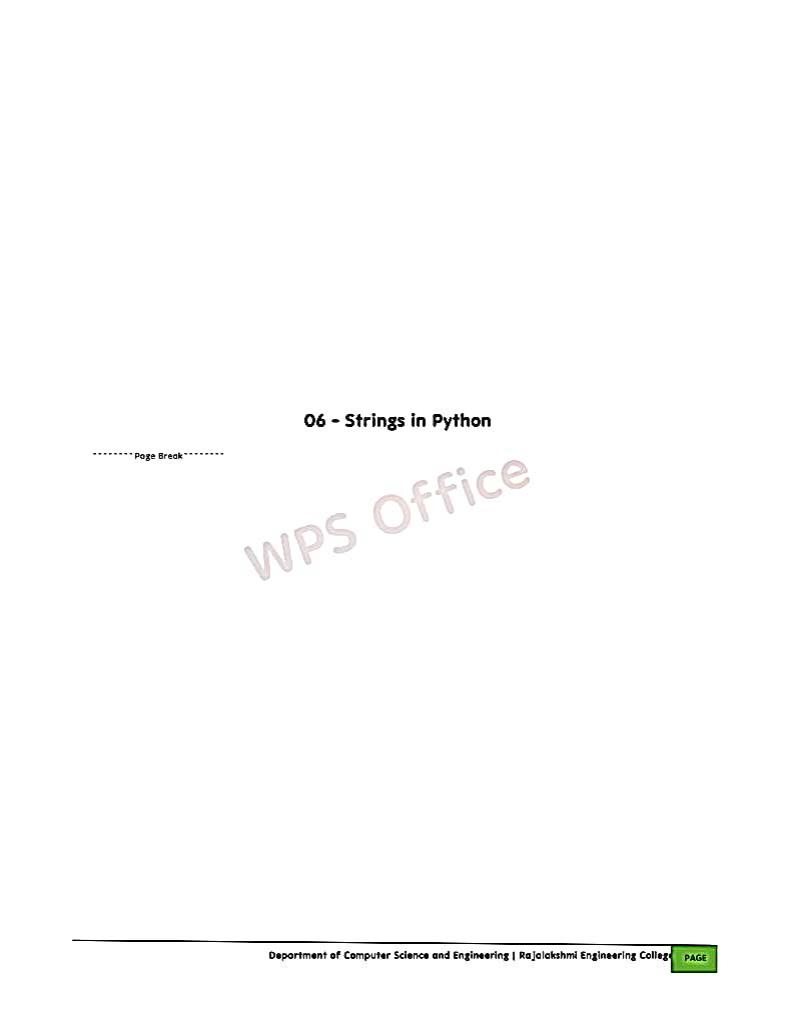 06 - Strings in Python
--------Page Break--------
WPS Office
Department of Computer Science and Engineering | Rajalakshmi Engineering College
PAGE